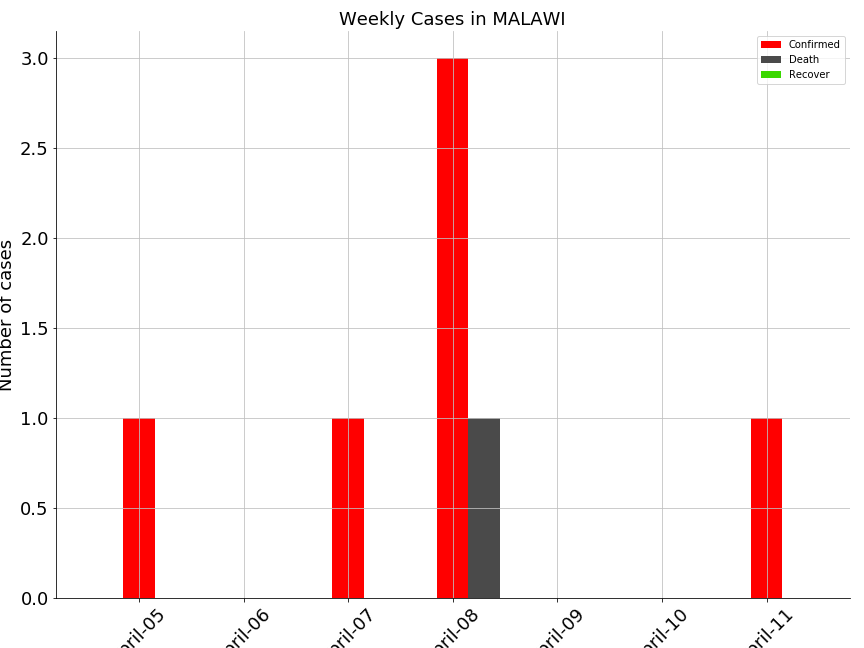 Weekly Cases in MALAWI
Confirmed
Death
Recover
Number of cases
3.0
2.5
2.0
1.5
1.0
0.5
0.0
pril-05
pril-06
pril-07
pril-08
pril-09
pril-10
pril-11